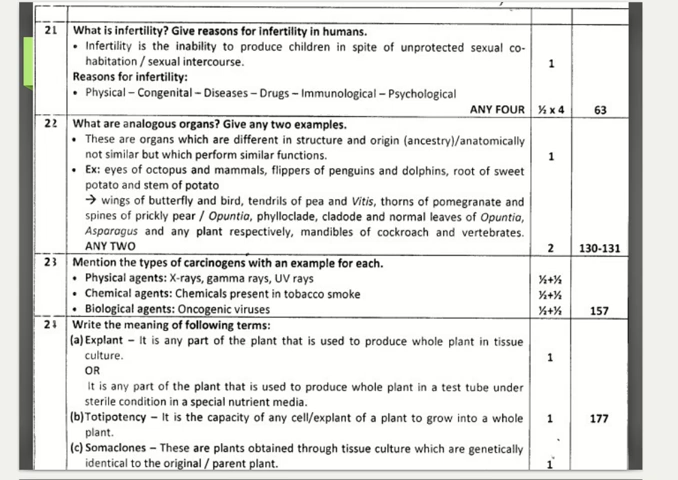 21 What is infertility? Give reasons for infertility in humans.
• Infertility is the inability to produce children in spite of unprotected sexual co-
habitation / sexual intercourse. 1
Reasons for infertility:
• Physical – Congenital – Diseases – Drugs – Immunological – Psychological
ANY FOUR ½ x 4 63
22 What are analogous organs? Give any two examples.
• These are organs which are different in structure and origin (ancestry)/anatomically
not similar but which perform similar functions. 1
• Ex: eyes of octopus and mammals, flippers of penguins and dolphins, root of sweet
potato and stem of potato
→ wings of butterfly and bird, tendrils of pea and Vitis, thorns of pomegranate and
spines of prickly pear / Opuntia, phylloclade, cladode and normal leaves of Opuntia,
Asparagus and any plant respectively, mandibles of cockroach and vertebrates.
ANY TWO 2 130-131
23 Mention the types of carcinogens with an example for each.
• Physical agents: X-rays, gamma rays, UV rays ½+½
• Chemical agents: Chemicals present in tobacco smoke ½+½
• Biological agents: Oncogenic viruses ½+½ 157
24 Write the meaning of following terms:
(a) Explant – It is any part of the plant that is used to produce whole plant in tissue
culture. 1
OR
It is any part of the plant that is used to produce whole plant in a test tube under
sterile condition in a special nutrient media.
(b) Totipotency – It is the capacity of any cell/explant of a plant to grow into a whole 1 177
plant.
(c) Somaclones – These are plants obtained through tissue culture which are genetically
identical to the original / parent plant. 1